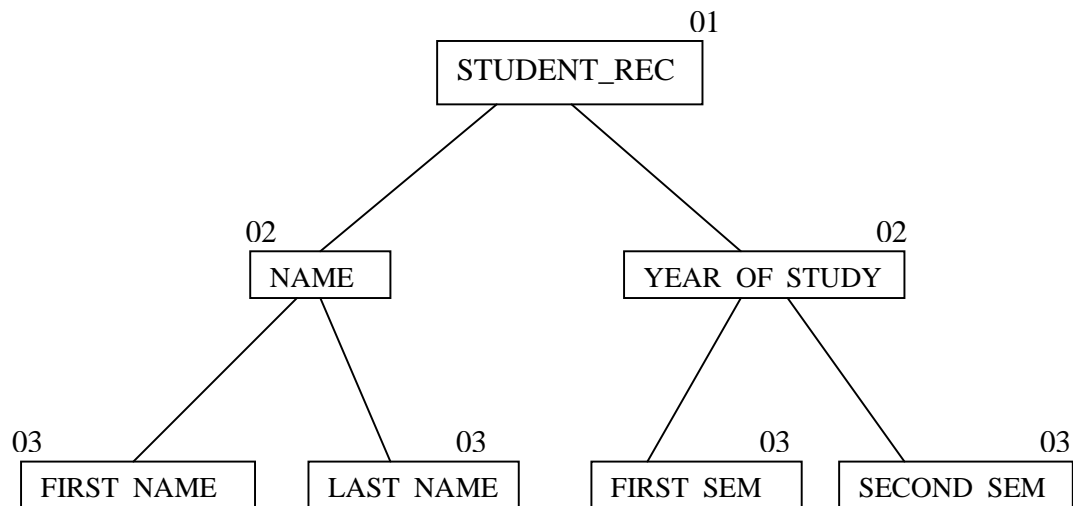 01
STUDENT_REC
02
NAME
02
YEAR OF STUDY
03
FIRST NAME
03
LAST NAME
03
FIRST SEM
03
SECOND SEM